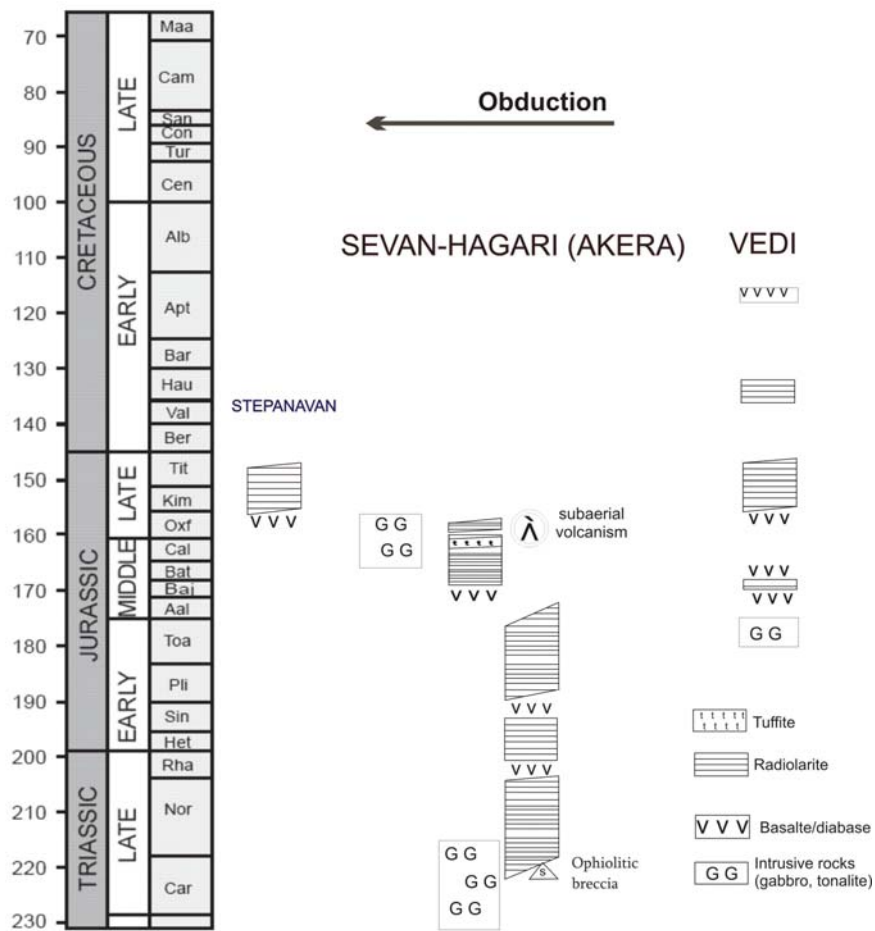 70
80
90
100
110
120
130
140
150
160
170
180
190
200
210
220
230
CRETACEOUS
JURASSIC
TRIASSIC
LATE
EARLY
LATE
MIDDLE
EARLY
LATE
Maa
Cam
San
Con
Tur
Cen
Alb
Apt
Bar
Hau
Val
Ber
Tit
Kim
Oxf
Cal
Bat
Baj
Aal
Toa
Pli
Sin
Het
Rha
Nor
Car
Obduction
SEVAN-HAGARI (AKERA)
VEDI
STEPANAVAN
V V V
G G
G G
t t t t
V V V
subaerial
volcanism
V V V
V V V
G G
G G
G G
S
Ophiolitic
breccia
V V V V
V V V
V V V
V V V
G G
t t t t t
t t t t
Tuffite
Radiolarite
V V V
Basalte/diabase
G G
Intrusive rocks
(gabbro, tonalite)